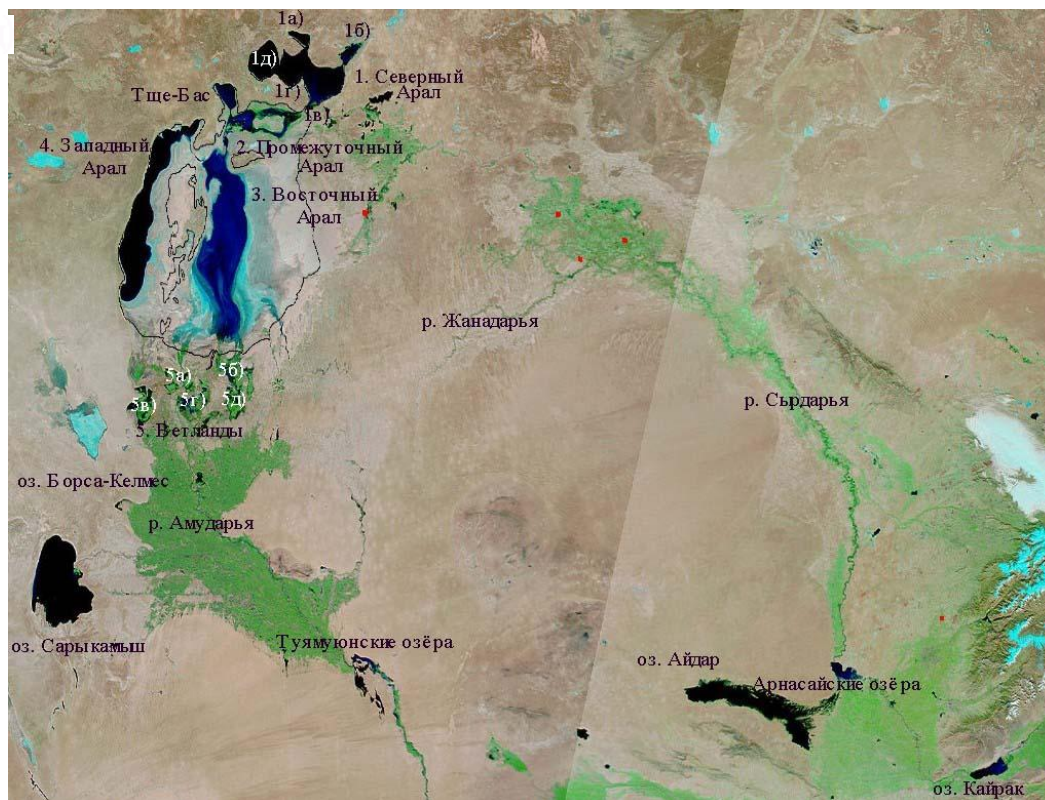 1а)
1б)
1д)
1. Северный
Арал
1г)
Тще-Бас
1в)
4. Западный
Арал
2. Промежуточный
Арал
3. Восточный
Арал
р. Жанадарья
5а)
5б)
5в)
5г)
5д)
р. Сырдарья
5. Ветланды
оз. Борса-Келмес
р. Амударья
оз. Сарыкамыш
Туямуюнские озёра
оз. Айдар
Арнасайские озёра
оз. Кайрак